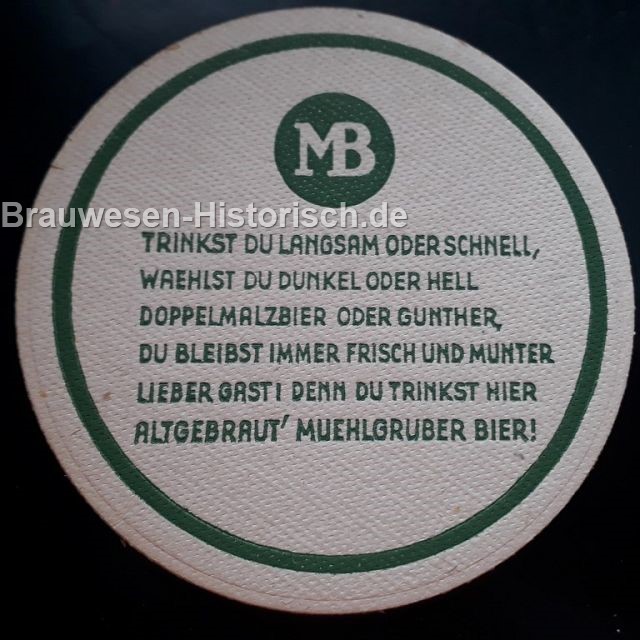 MB
Brauwesen-Historisch.de
TRINKST DU LANGSAM ODER SCHNELL,
WAEHLST DU DUNKEL ODER HELL
DOPPELMALZBIER ODER GUNTHER,
DU BLEIBST IMMER FRISCH UND MUNTER
LIEBER GAST! DENN DU TRINKST HIER
ALTGEBRAUT' MUEHLGRUBER BIER!